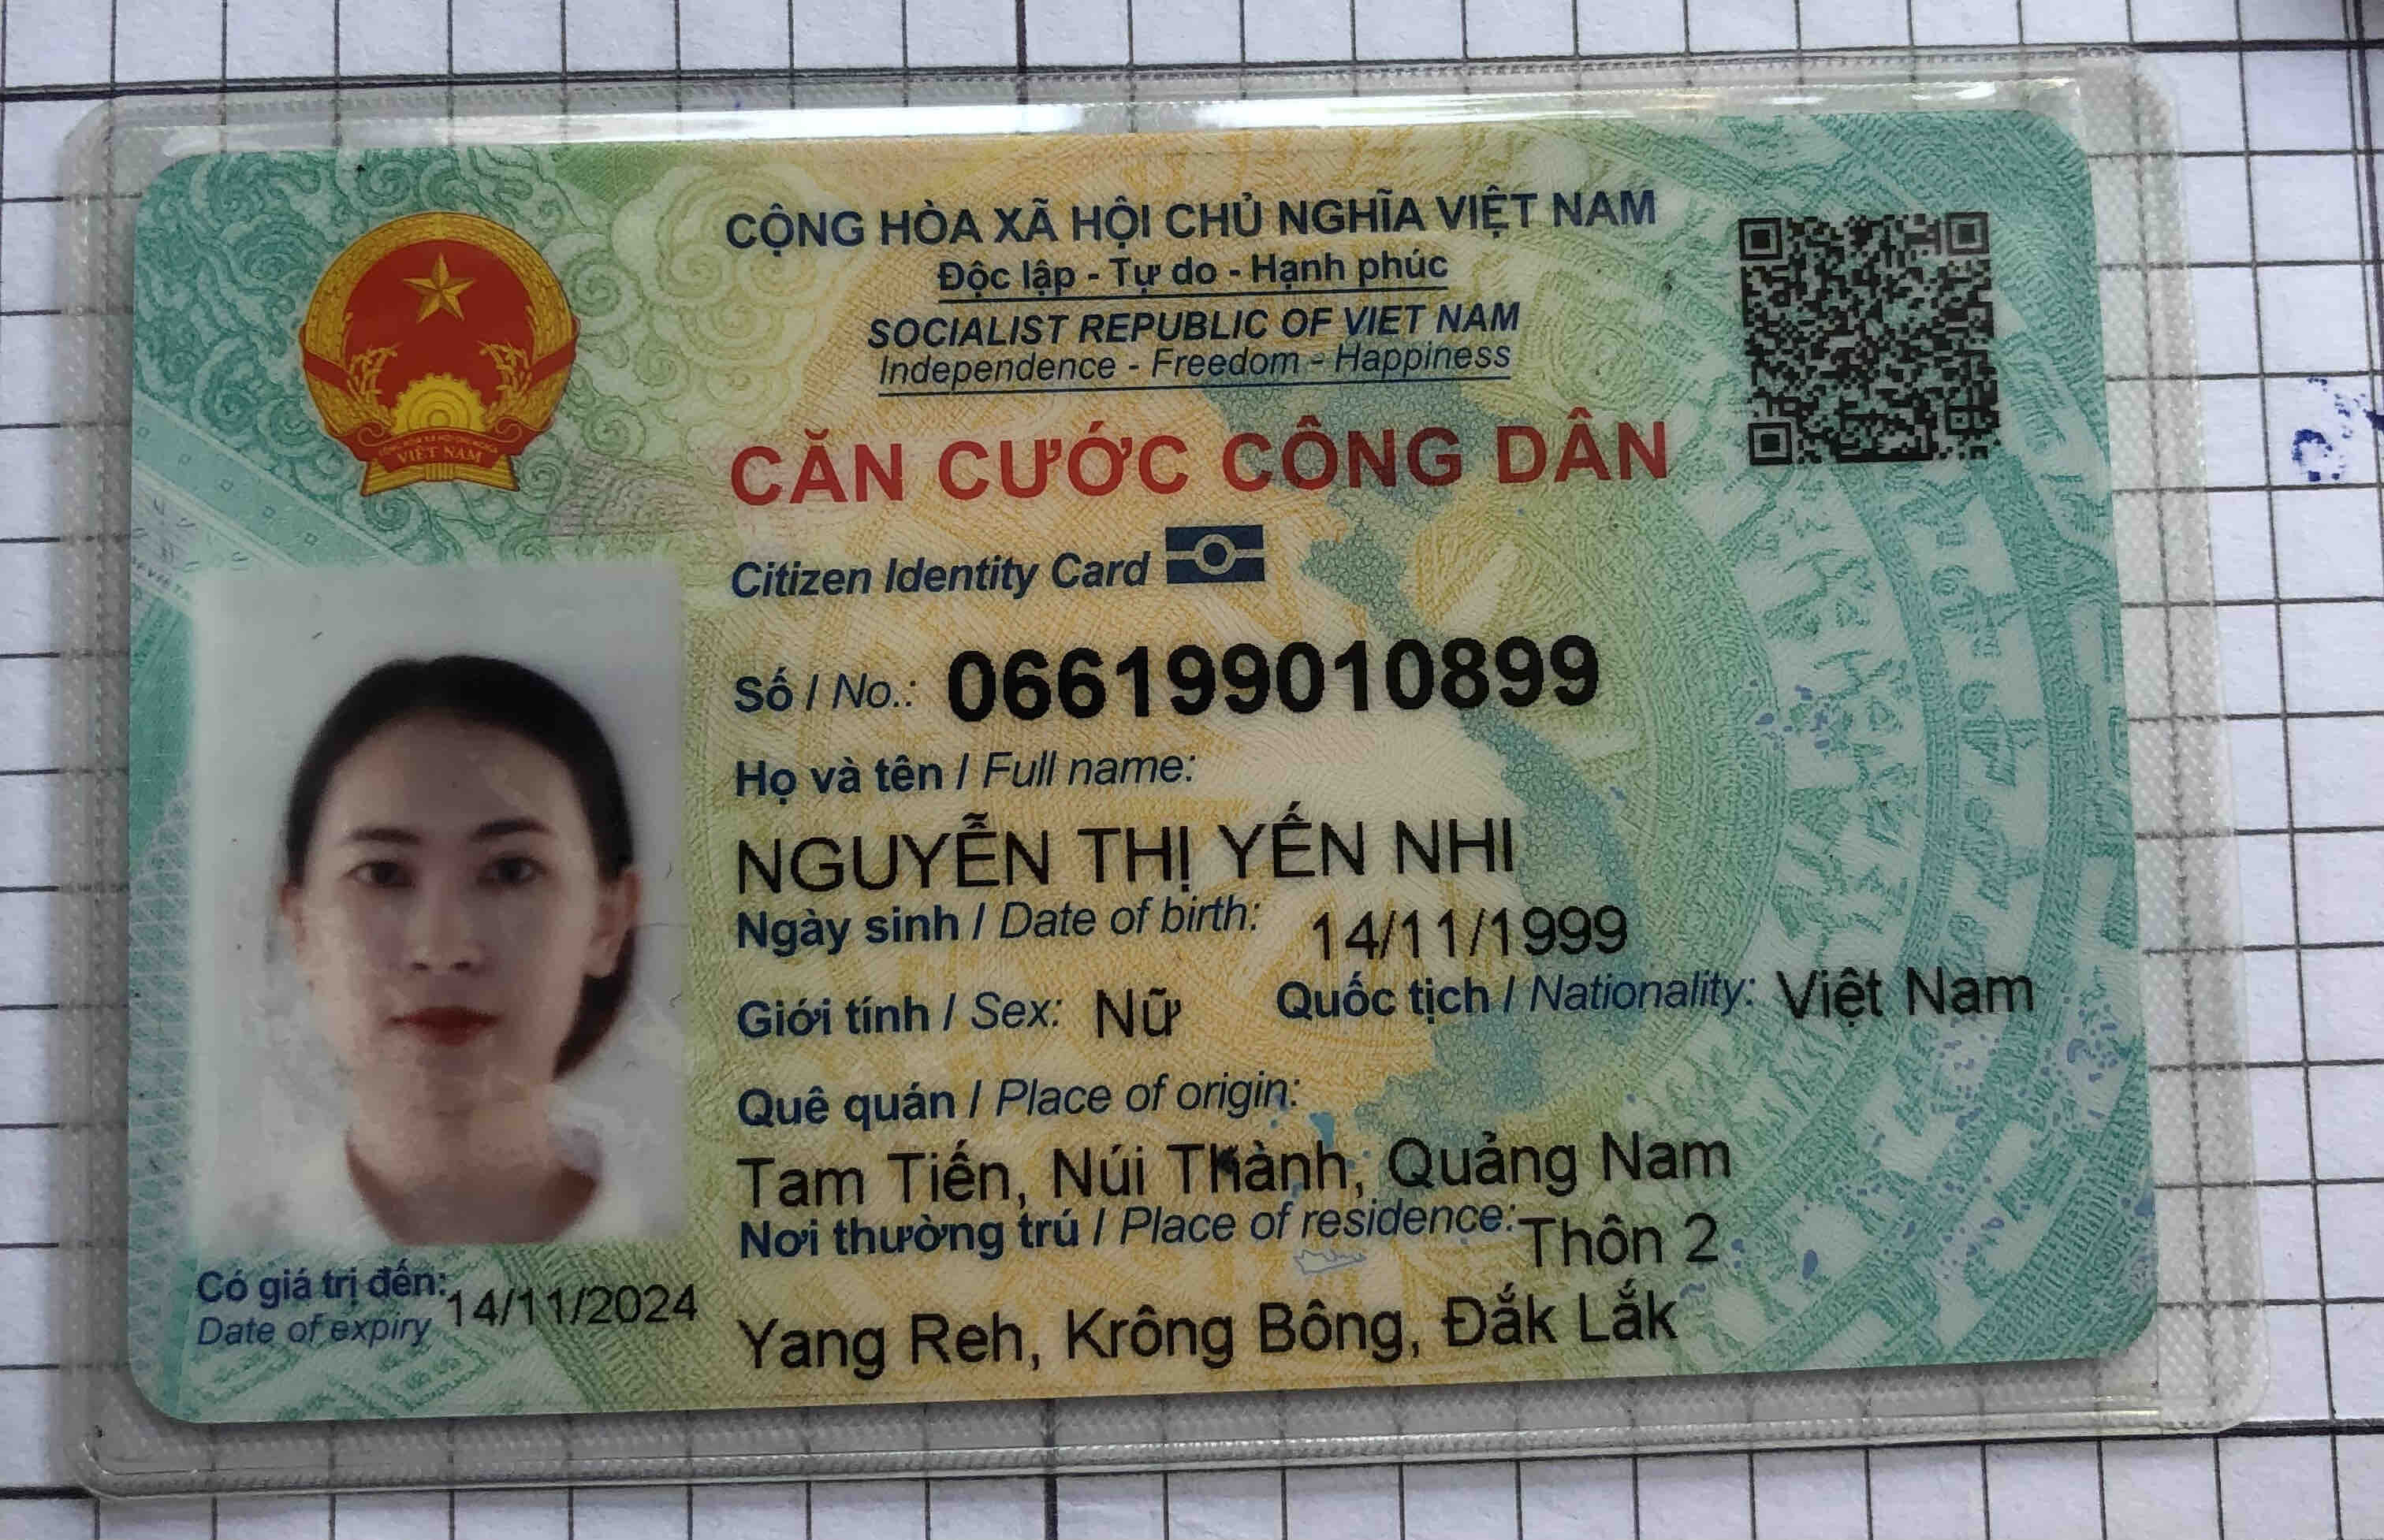 CỘNG HÒA XÃ HỘI CHỦ NGHĨA VIỆT NAM
Độc lập - Tự do - Hạnh phúc
SOCIALIST REPUBLIC OF VIET NAM
Independence - Freedom - Happiness
VIỆT NAM
CĂN CƯỚC CÔNG DÂN
Citizen Identity Card
Số / No.: 066199010899
Họ và tên / Full name:
NGUYỄN THỊ YẾN NHI
Ngày sinh / Date of birth: 14/11/1999
Giới tính / Sex: Nữ Quốc tịch / Nationality: Việt Nam
Quê quán / Place of origin:
Tam Tiến, Núi Thành, Quảng Nam
Nơi thường trú / Place of residence: Thôn 2
Yang Reh, Krông Bông, Đắk Lắk
Có giá trị đến: 14/11/2024
Date of expiry